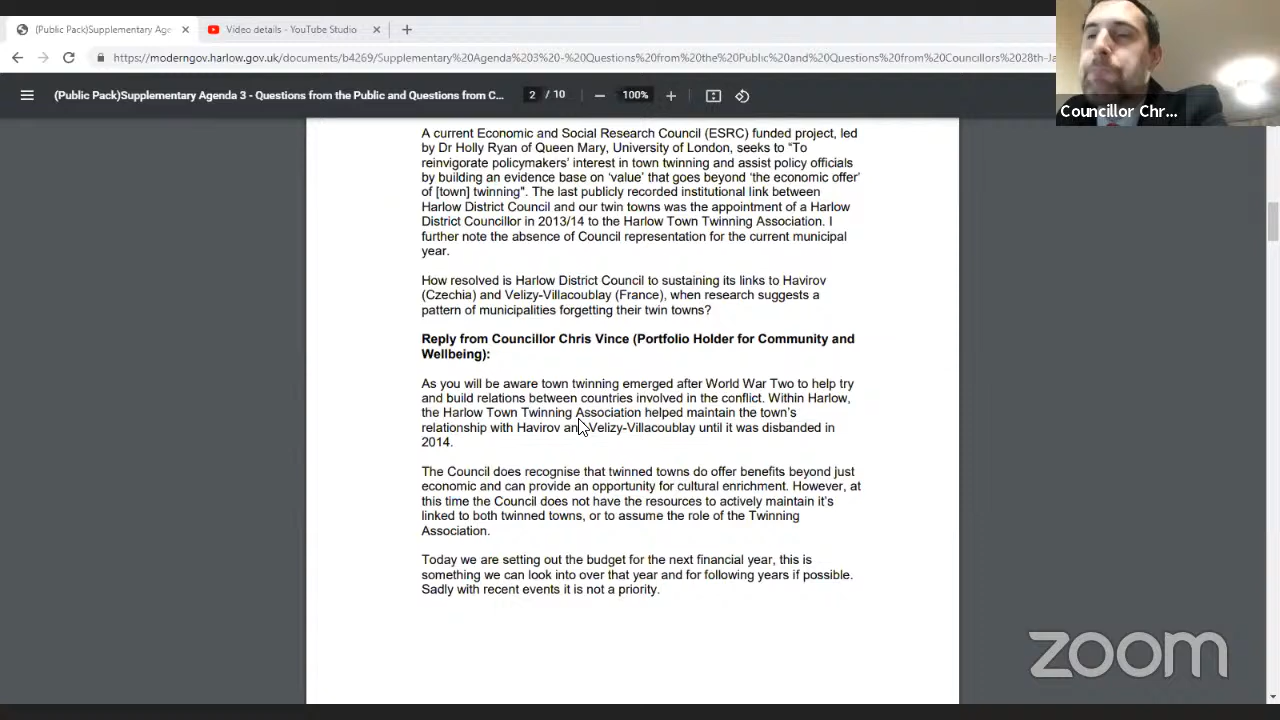 (Public Pack)Supplementary Age
Video details - YouTube Studio
https://moderngov.harlow.gov.uk/documents/b4269/Supplementary%20Agenda%203%20-%20Questions%20from%20the%20Public%20and%20Questions%20from%20Councillors%2028th-Ja
(Public Pack)Supplementary Agenda 3 - Questions from the Public and Questions from C...
2 / 10
100%
Councillor Chr...
A current Economic and Social Research Council (ESRC) funded project, led
by Dr Holly Ryan of Queen Mary, University of London, seeks to "To
reinvigorate policymakers' interest in town twinning and assist policy officials
by building an evidence base on 'value' that goes beyond 'the economic offer'
of [town] twinning". The last publicly recorded institutional link between
Harlow District Council and our twin towns was the appointment of a Harlow
District Councillor in 2013/14 to the Harlow Town Twinning Association. I
further note the absence of Council representation for the current municipal
year.
How resolved is Harlow District Council to sustaining its links to Havirov
(Czechia) and Velizy-Villacoublay (France), when research suggests a
pattern of municipalities forgetting their twin towns?
Reply from Councillor Chris Vince (Portfolio Holder for Community and
Wellbeing):
As you will be aware town twinning emerged after World War Two to help try
and build relations between countries involved in the conflict. Within Harlow,
the Harlow Town Twinning Association helped maintain the town's
relationship with Havirov and Velizy-Villacoublay until it was disbanded in
2014.
The Council does recognise that twinned towns do offer benefits beyond just
economic and can provide an opportunity for cultural enrichment. However, at
this time the Council does not have the resources to actively maintain it's
linked to both twinned towns, or to assume the role of the Twinning
Association.
Today we are setting out the budget for the next financial year, this is
something we can look into over that year and for following years if possible.
Sadly with recent events it is not a priority.
zoom